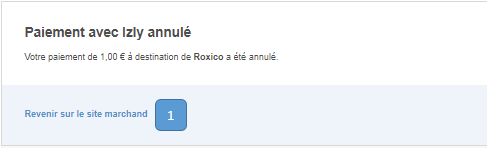 Paiement avec Izly annulé
Votre paiement de 1,00 € à destination de Roxico a été annulé.
Revenir sur le site marchand 1